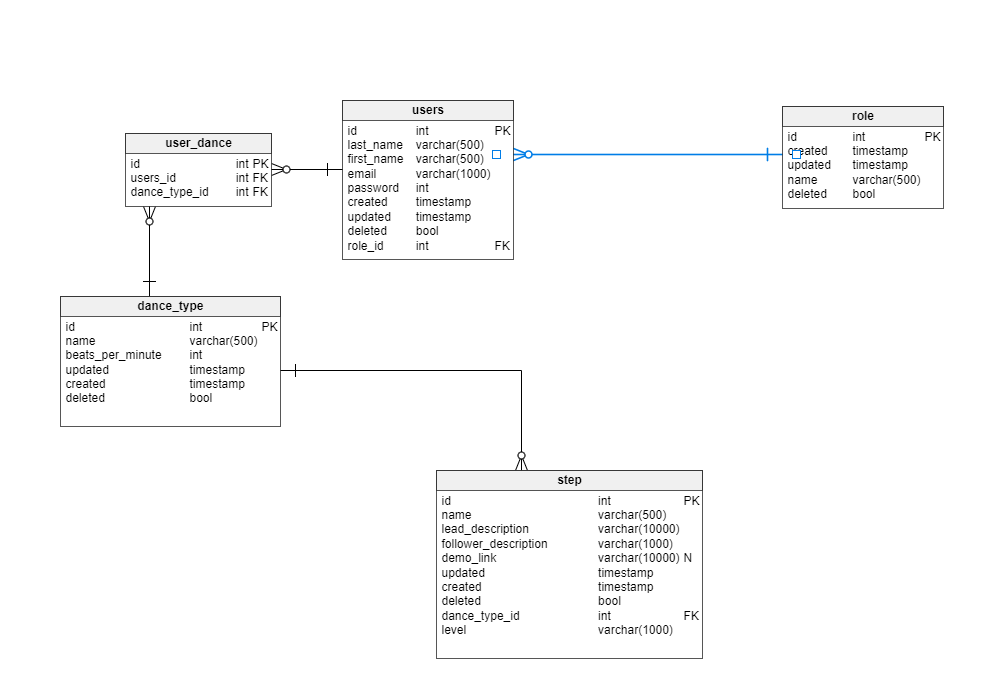 users
id int PK
last_name varchar(500)
first_name varchar(500)
email varchar(1000)
password int
created timestamp
updated timestamp
deleted bool
role_id int FK
role
id int PK
created timestamp
updated timestamp
name varchar(500)
deleted bool
user_dance
id int PK
users_id int FK
dance_type_id int FK
dance_type
id int PK
name varchar(500)
beats_per_minute int
updated timestamp
created timestamp
deleted bool
step
id int PK
name varchar(500)
lead_description varchar(10000)
follower_description varchar(1000)
demo_link varchar(10000) N
updated timestamp
created timestamp
deleted bool
dance_type_id int FK
level varchar(1000)